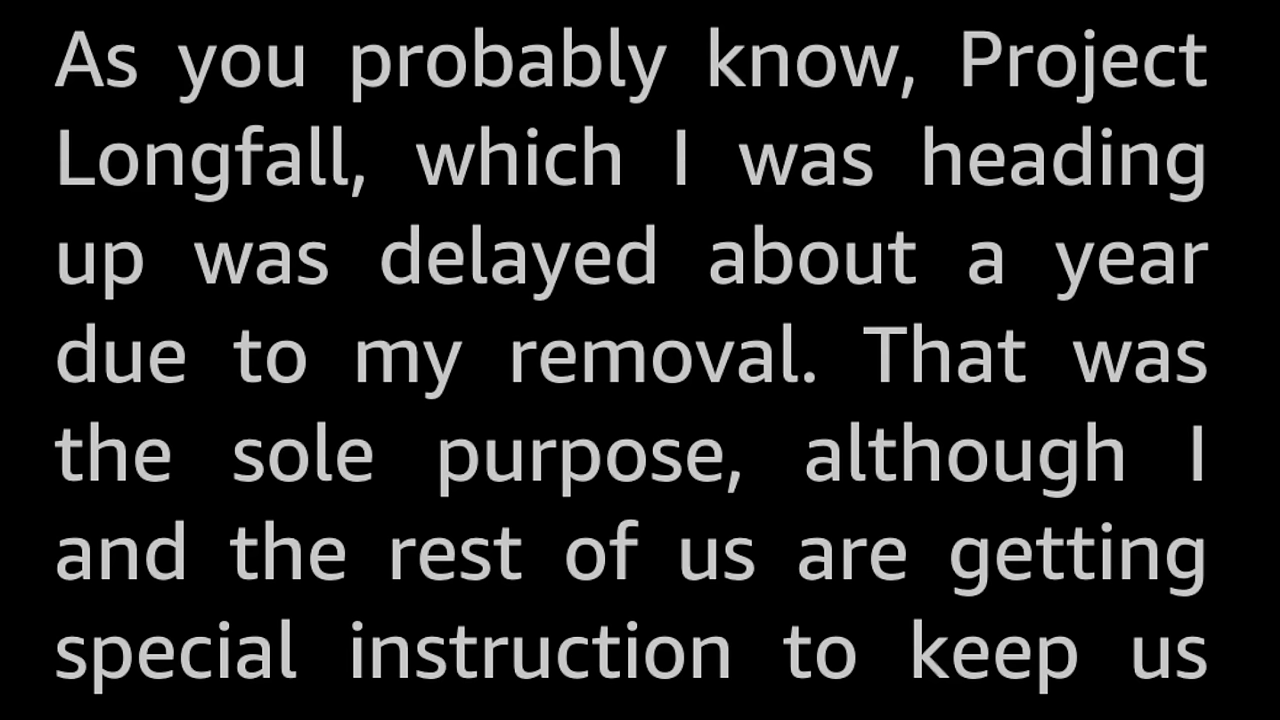 As you probably know, Project
Longfall, which I was heading
up was delayed about a year
due to my removal. That was
the sole purpose, although I
and the rest of us are getting
special instruction to keep us